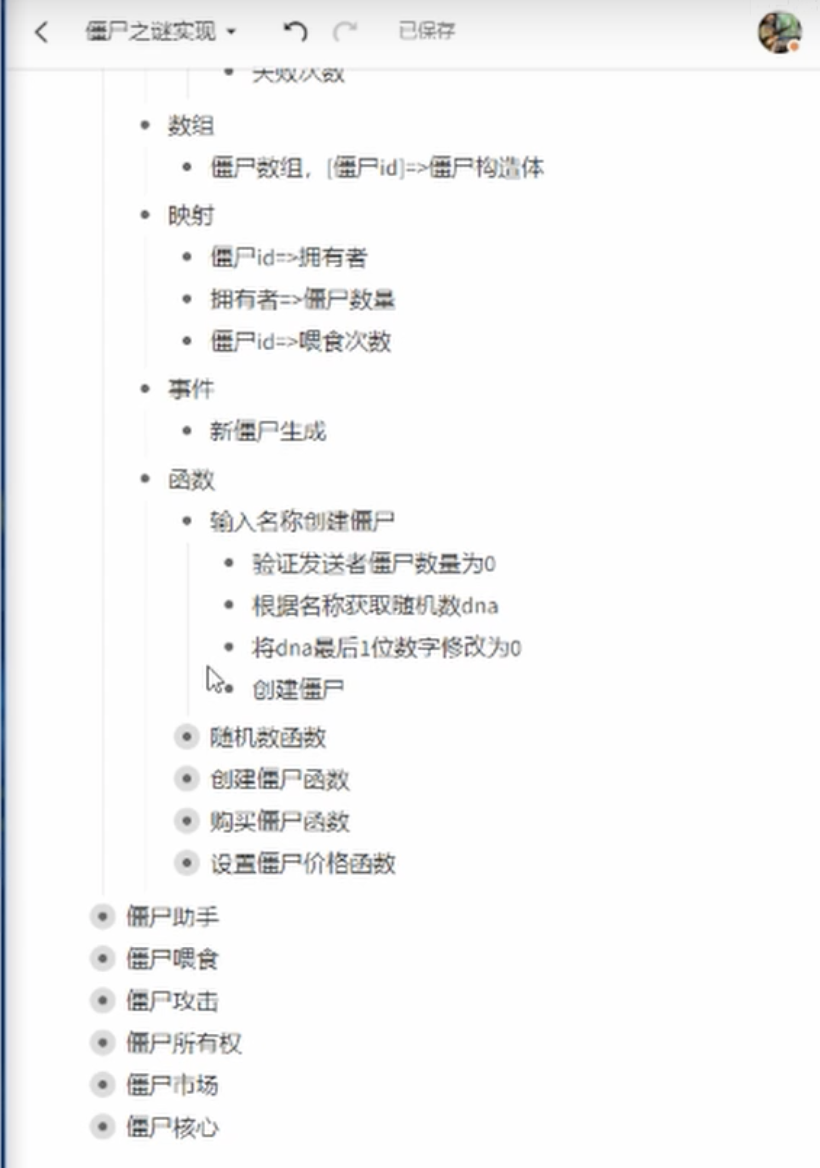 僵尸之谜实现 已保存
失败次数
数组
僵尸数组，[僵尸id]=>僵尸构造体
映射
僵尸id=>拥有者
拥有者=>僵尸数量
僵尸id=>喂食次数
事件
新僵尸生成
函数
输入名称创建僵尸
验证发送者僵尸数量为0
根据名称获取随机数dna
将dna最后1位数字修改为0
创建僵尸
随机数函数
创建僵尸函数
购买僵尸函数
设置僵尸价格函数
僵尸助手
僵尸喂食
僵尸攻击
僵尸所有权
僵尸市场
僵尸核心